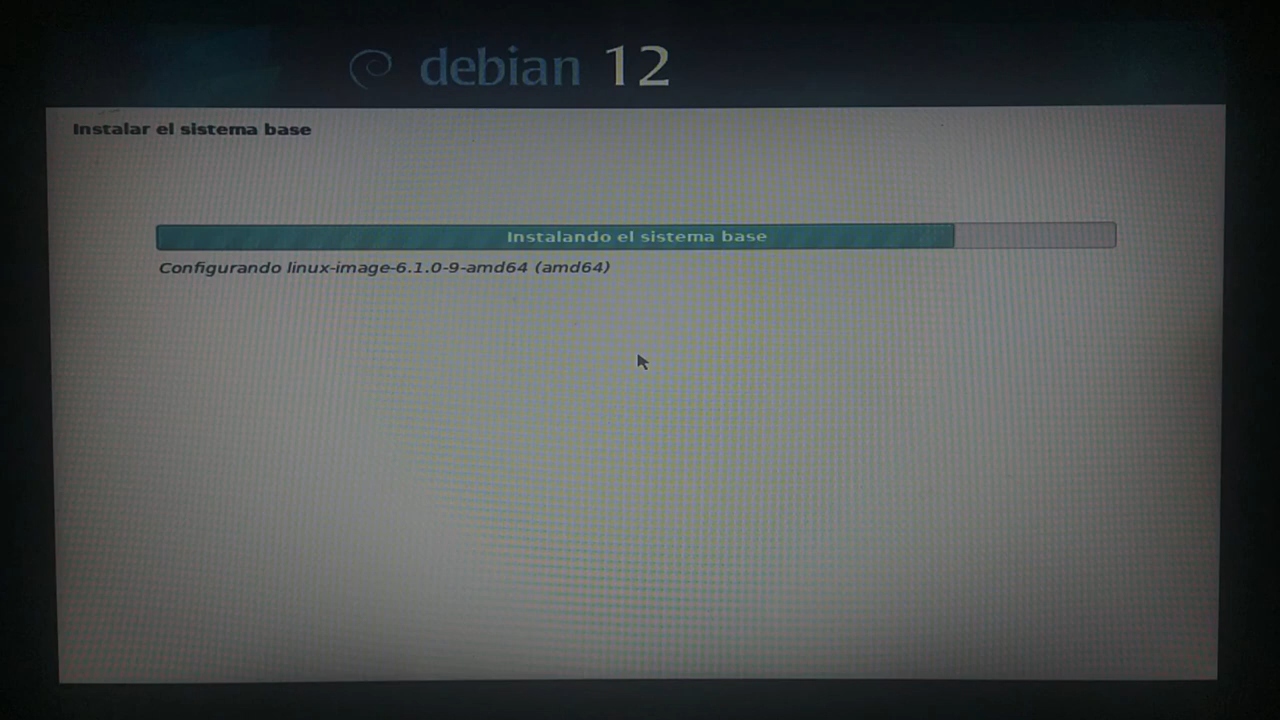 debian 12
Instalar el sistema base
Instalando el sistema base
Configurando linux-image-6.1.0-9-amd64 (amd64)